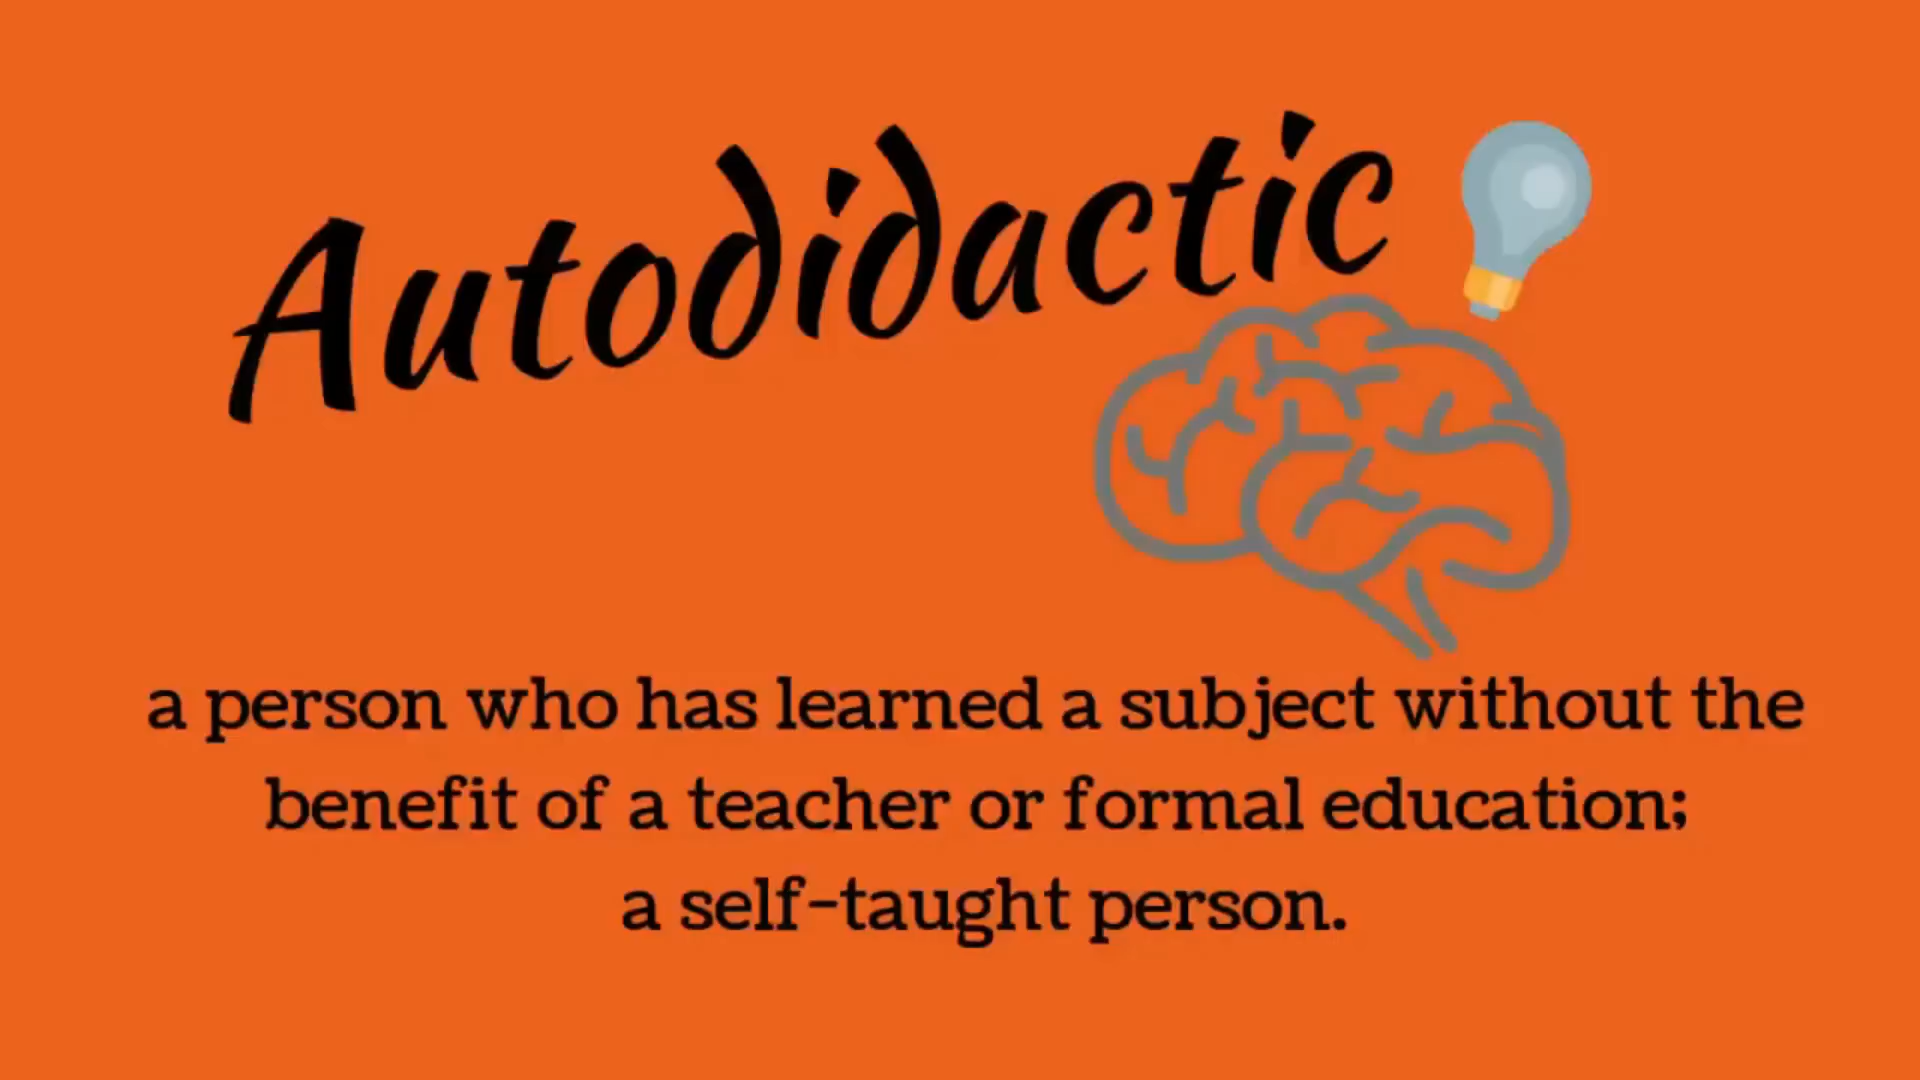 Autodidactic
a person who has learned a subject without the
benefit of a teacher or formal education;
a self-taught person.